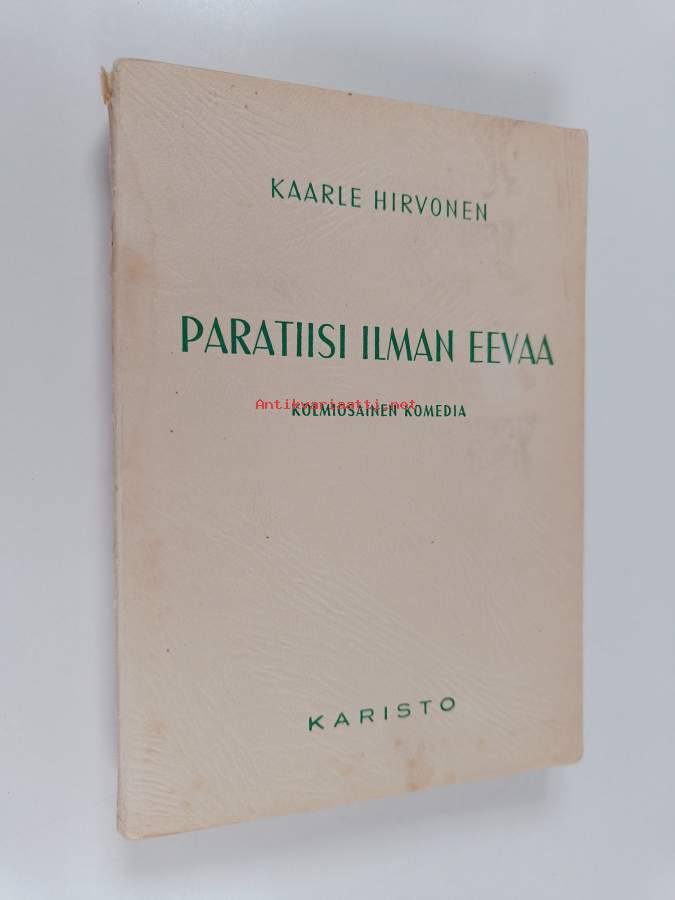 KAARLE HIRVONEN
PARATIISI ILMAN EEVAA
Antikvariaatti.net
KOLMIOSAINEN KOMEDIA
KARISTO